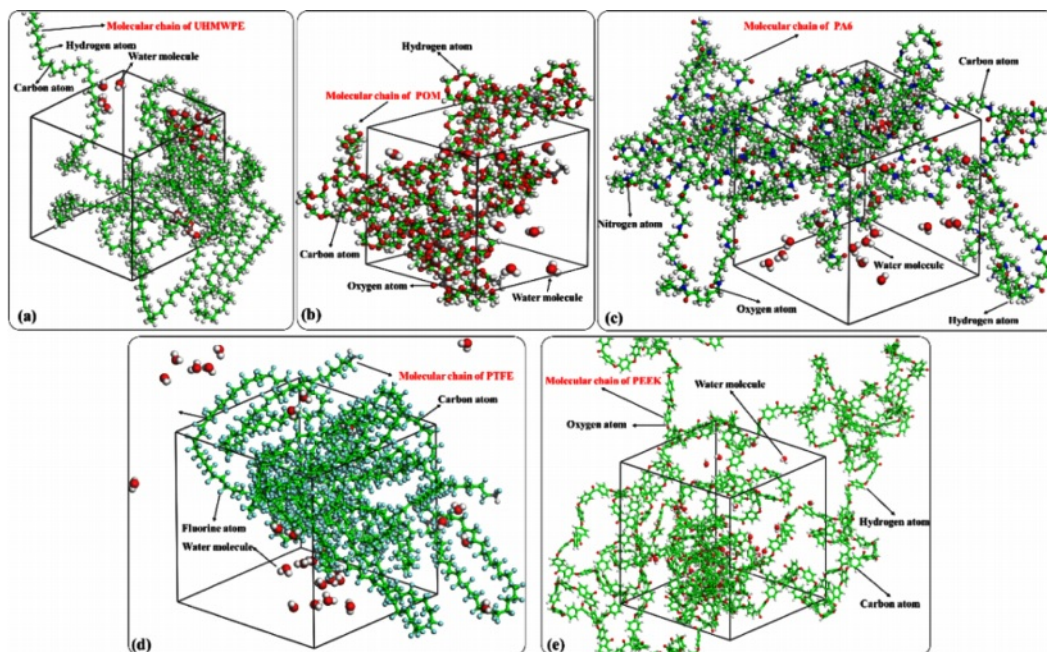 Molecular chain of UHMWPE
Hydrogen atom
Water molecule
Carbon atom
(a)
Hydrogen atom
Molecular chain of POM
Carbon atom
Oxygen atom
Water molecule
(b)
Molecular chain of PA6
Carbon atom
Nitrogen atom
Water molecule
Oxygen atom
Hydrogen atom
(c)
Molecular chain of PTFE
Carbon atom
Fluorine atom
Water molecule
(d)
Molecular chain of PEEK
Water molecule
Oxygen atom
Hydrogen atom
Carbon atom
(e)